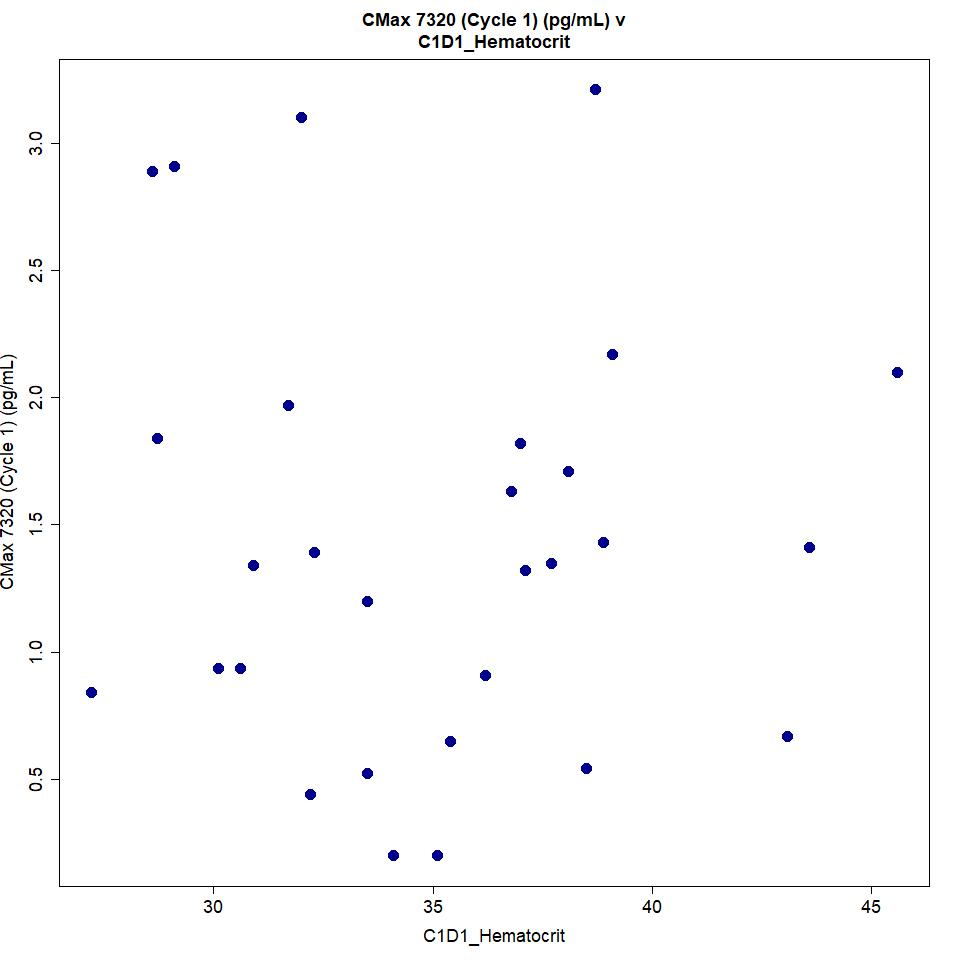 CMax 7320 (Cycle 1) (pg/mL) v
C1D1_Hematocrit
CMax 7320 (Cycle 1) (pg/mL)
3.0
2.5
2.0
1.5
1.0
0.5
30
35
40
45
C1D1_Hematocrit